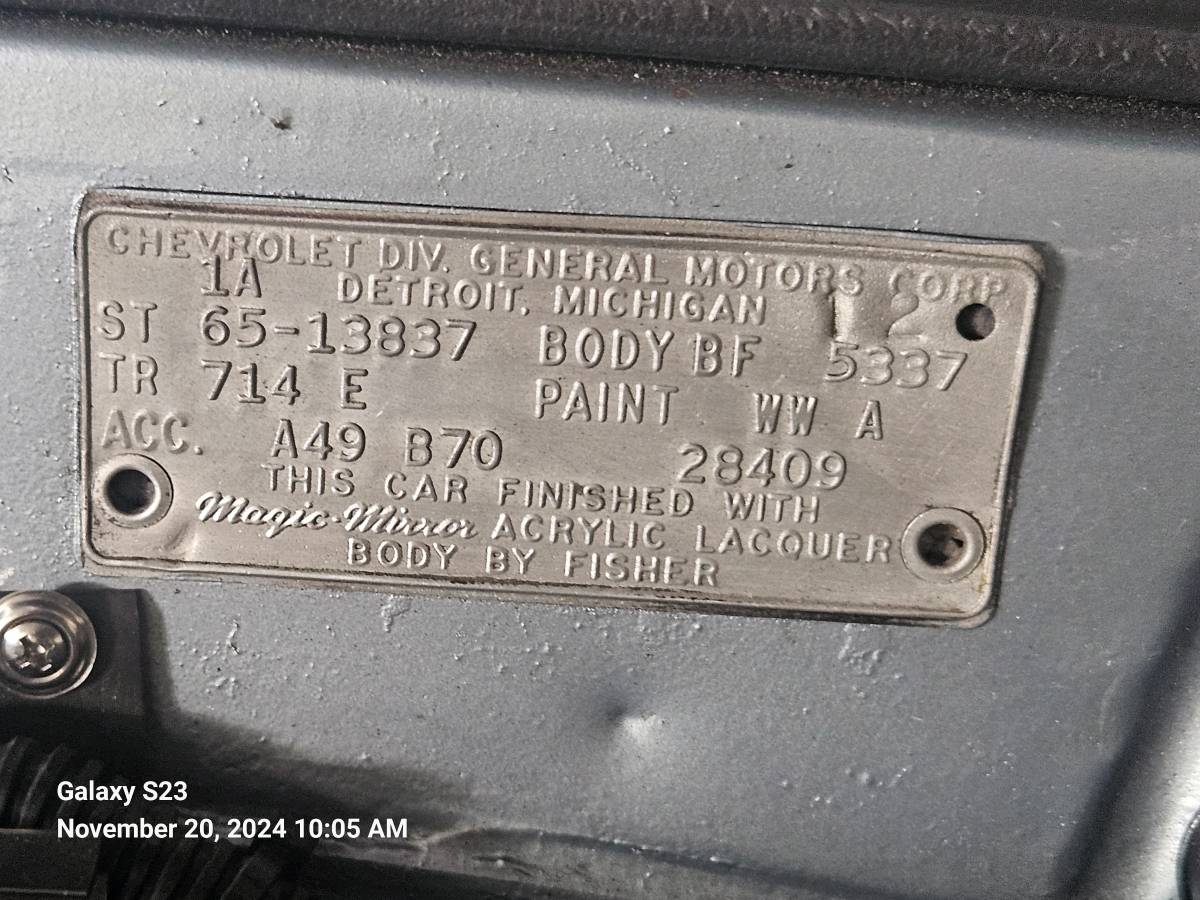 CHEVROLET DIV. GENERAL MOTORS CORP
1A DETROIT, MICHIGAN 12
ST 65-13837 BODY BF 5337
TR 714 E PAINT WW A
ACC. A49 B70 28409
THIS CAR FINISHED WITH
Magic-Mirror ACRYLIC LACQUER
BODY BY FISHER
Galaxy S23
November 20, 2024 10:05 AM